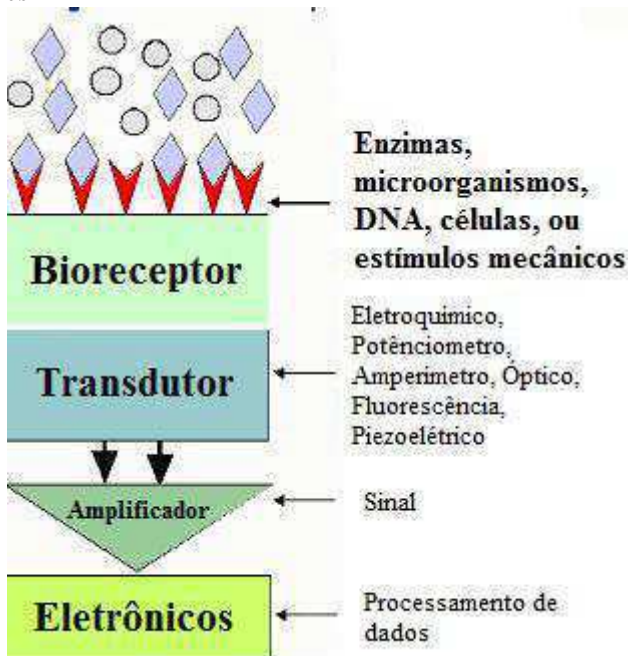 Enzimas,
microorganismos,
DNA, células, ou
estímulos mecânicos
Bioreceptor
Eletroquímico,
Potênciometro,
Amperimetro, Óptico,
Fluorescência,
Piezoelétrico
Transdutor
Amplificador
Sinal
Eletrônicos
Processamento de
dados